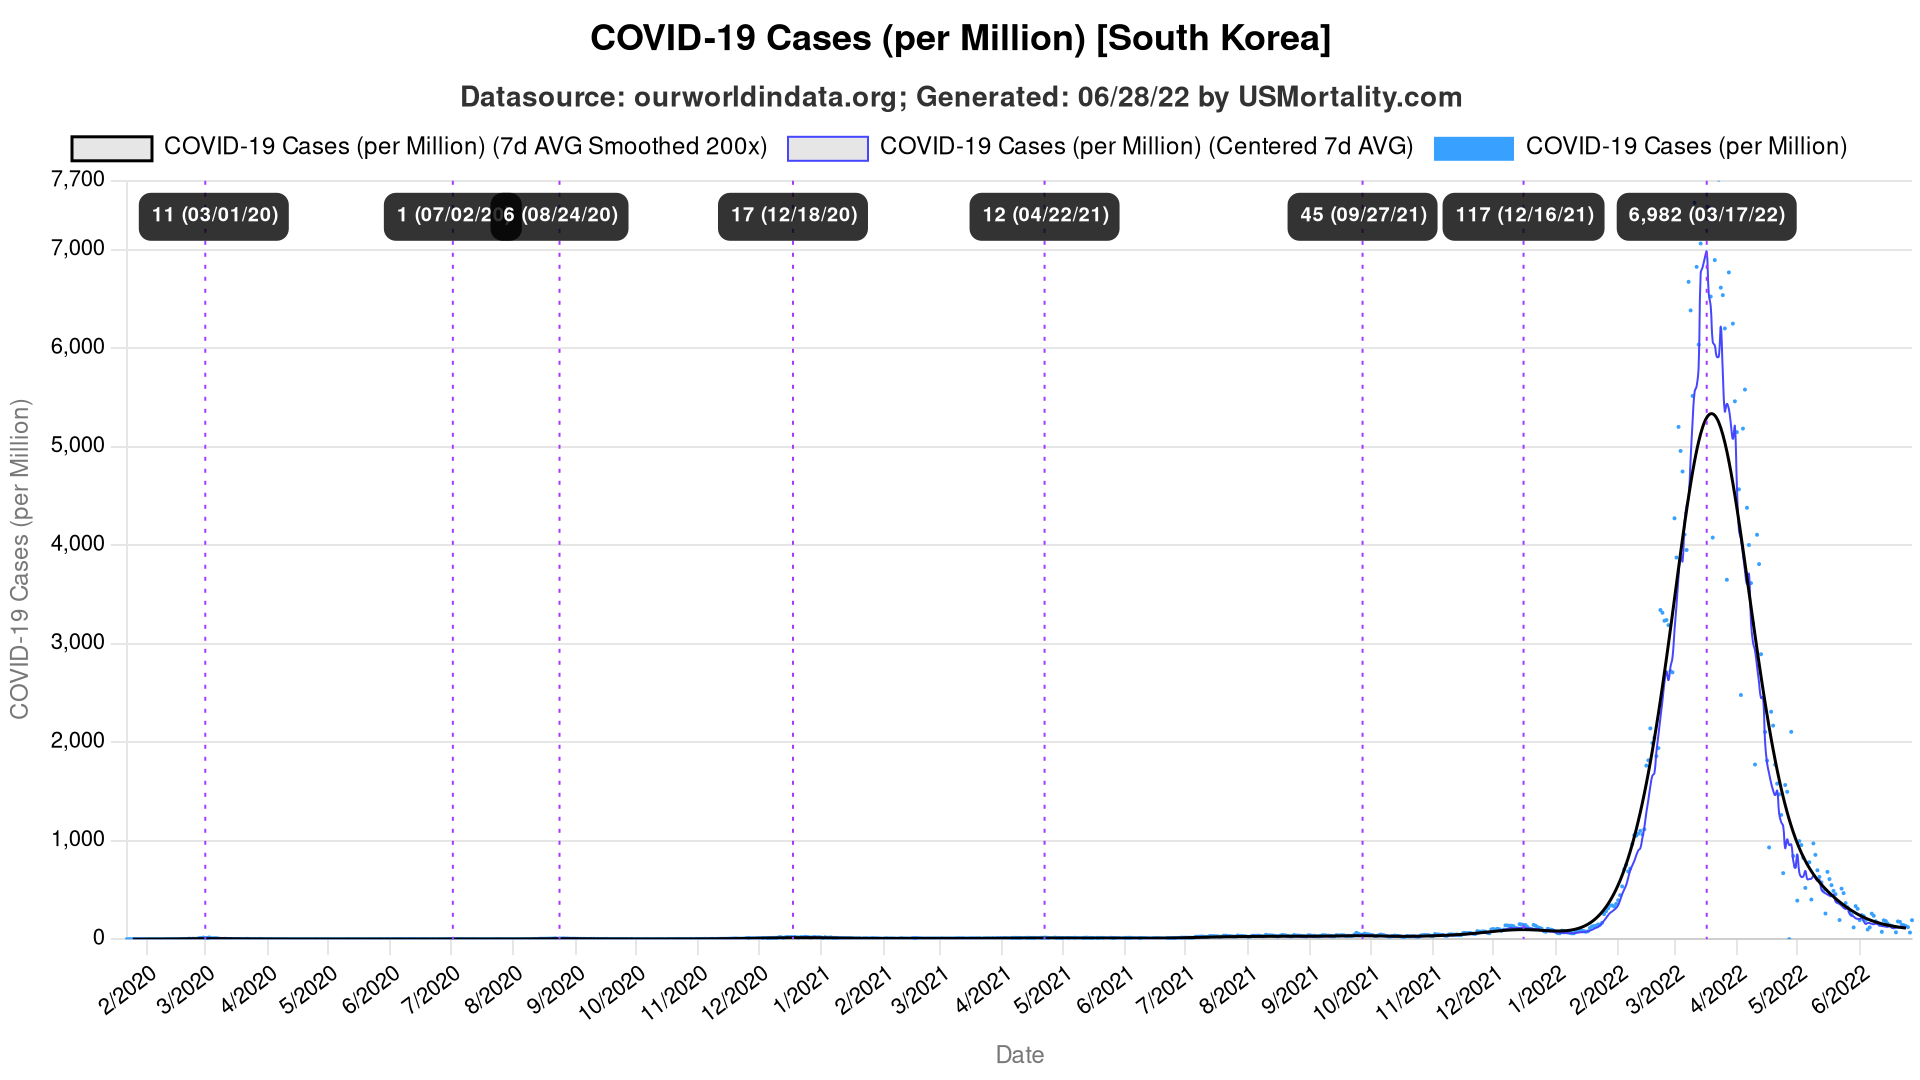 COVID-19 Cases (per Million) [South Korea]
Datasource: ourworldindata.org; Generated: 06/28/22 by USMortality.com
COVID-19 Cases (per Million) (7d AVG Smoothed 200x) COVID-19 Cases (per Million) (Centered 7d AVG) COVID-19 Cases (per Million)
7,700
11 (03/01/20) 1 (07/02/20 6 (08/24/20) 17 (12/18/20) 12 (04/22/21) 45 (09/27/21) 117 (12/16/21) 6,982 (03/17/22)
7,000
6,000
5,000
4,000
3,000
2,000
1,000
0
COVID-19 Cases (per Million)
2/2020 3/2020 4/2020 5/2020 6/2020 7/2020 8/2020 9/2020 10/2020 11/2020 12/2020 1/2021 2/2021 3/2021 4/2021 5/2021 6/2021 7/2021 8/2021 9/2021 10/2021 11/2021 12/2021 1/2022 2/2022 3/2022 4/2022 5/2022 6/2022
Date